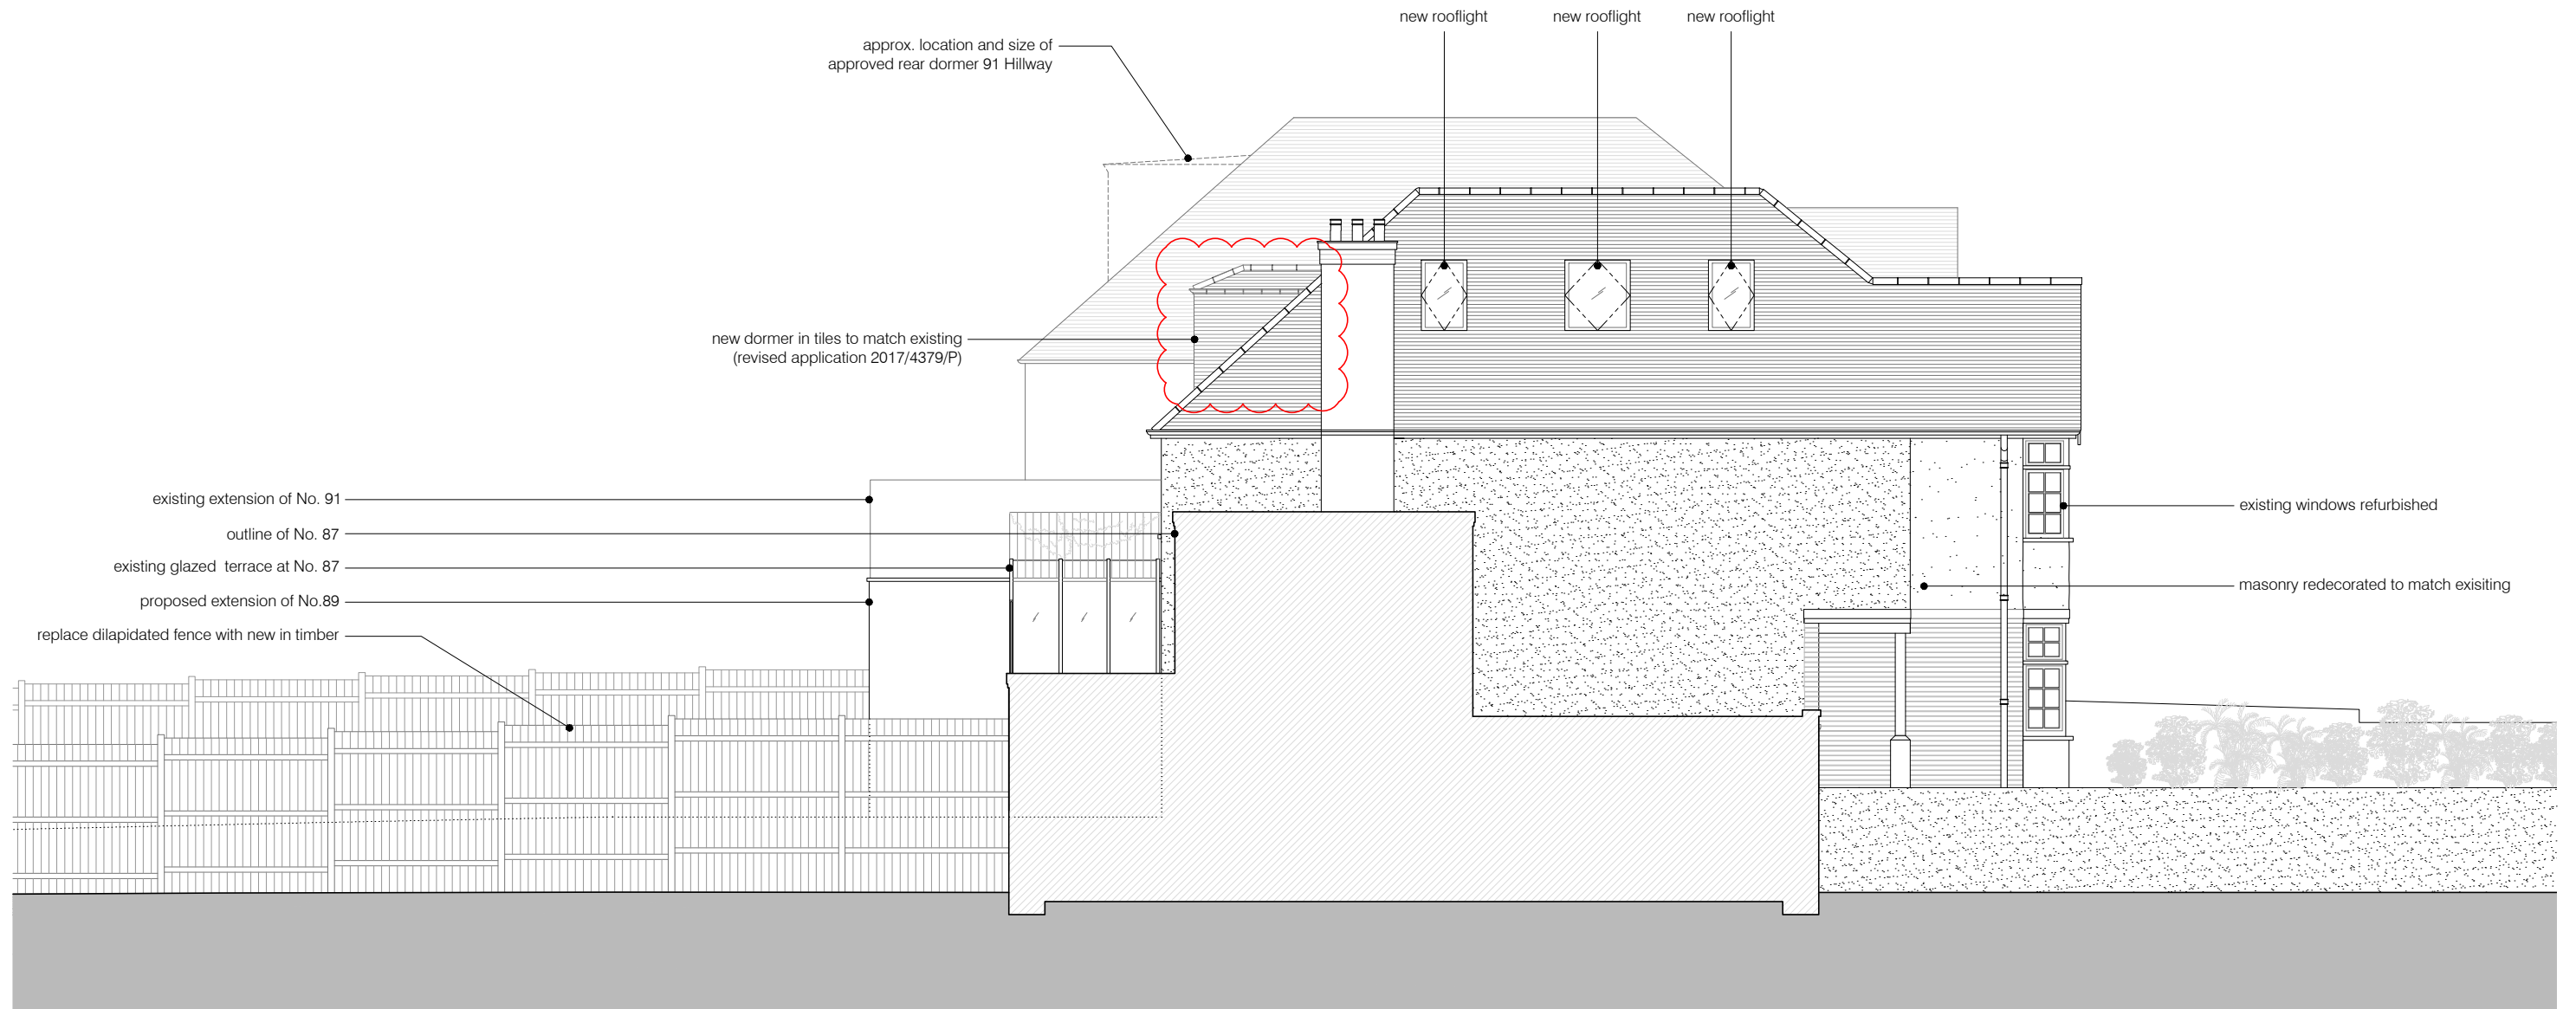 new rooflight
new rooflight
new rooflight
approx. location and size of
approved rear dormer 91 Hillway
new dormer in tiles to match existing
(revised application 2017/4379/P)
existing extension of No. 91
outline of No. 87
existing glazed terrace at No. 87
proposed extension of No.89
replace dilapidated fence with new in timber
existing windows refurbished
masonry redecorated to match exisiting